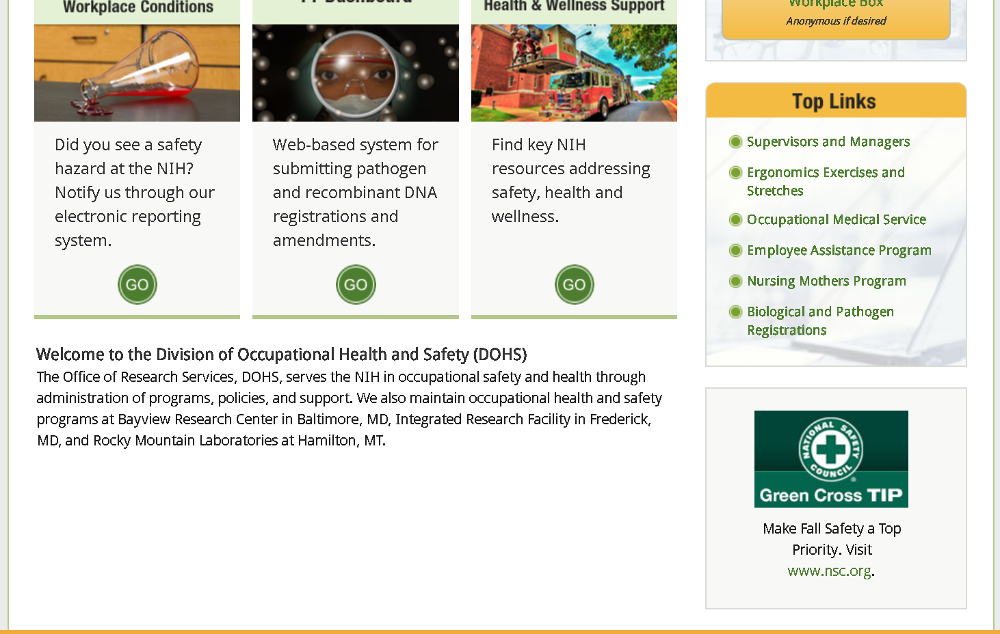 Workplace Conditions
Did you see a safety
hazard at the NIH?
Notify us through our
electronic reporting
system.
GO
Dashboard
Web-based system for
submitting pathogen
and recombinant DNA
registrations and
amendments.
GO
Health & Wellness Support
Find key NIH
resources addressing
safety, health and
wellness.
GO
Welcome to the Division of Occupational Health and Safety (DOHS)
The Office of Research Services, DOHS, serves the NIH in occupational safety and health through
administration of programs, policies, and support. We also maintain occupational health and safety
programs at Bayview Research Center in Baltimore, MD, Integrated Research Facility in Frederick,
MD, and Rocky Mountain Laboratories at Hamilton, MT.
Workplace Box
Anonymous if desired
Top Links
Supervisors and Managers
Ergonomics Exercises and
Stretches
Occupational Medical Service
Employee Assistance Program
Nursing Mothers Program
Biological and Pathogen
Registrations
NATIONAL SAFETY
COUNCIL
®
Green Cross TIP
Make Fall Safety a Top
Priority. Visit
www.nsc.org.